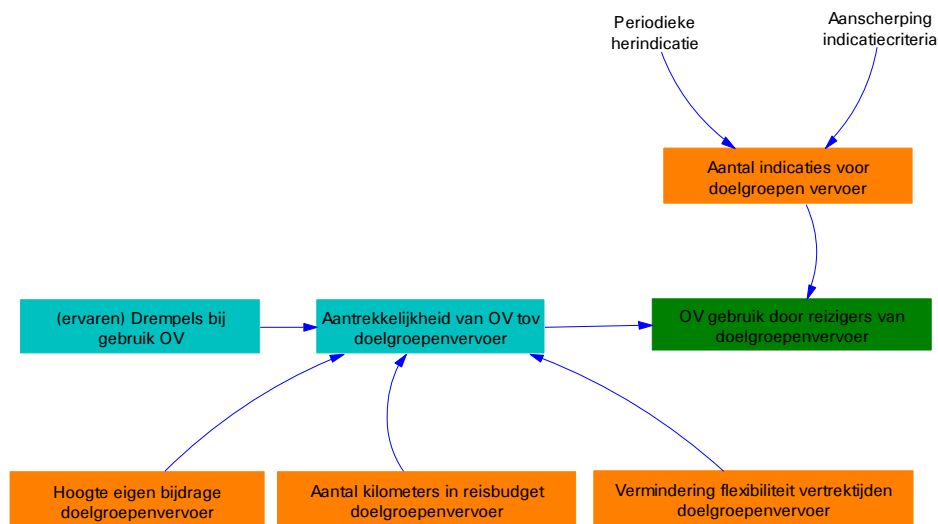 Periodieke
herindicatie
Aanscherping
indicatiecriteria
Aantal indicaties voor
doelgroepen vervoer
(ervaren) Drempels bij
gebruik OV
Aantrekkelijkheid van OV tov
doelgroepenvervoer
OV gebruik door reizigers van
doelgroepenvervoer
Hoogte eigen bijdrage
doelgroepenvervoer
Aantal kilometers in reisbudget
doelgroepenvervoer
Vermindering flexibiliteit vertrektijden
doelgroepenvervoer